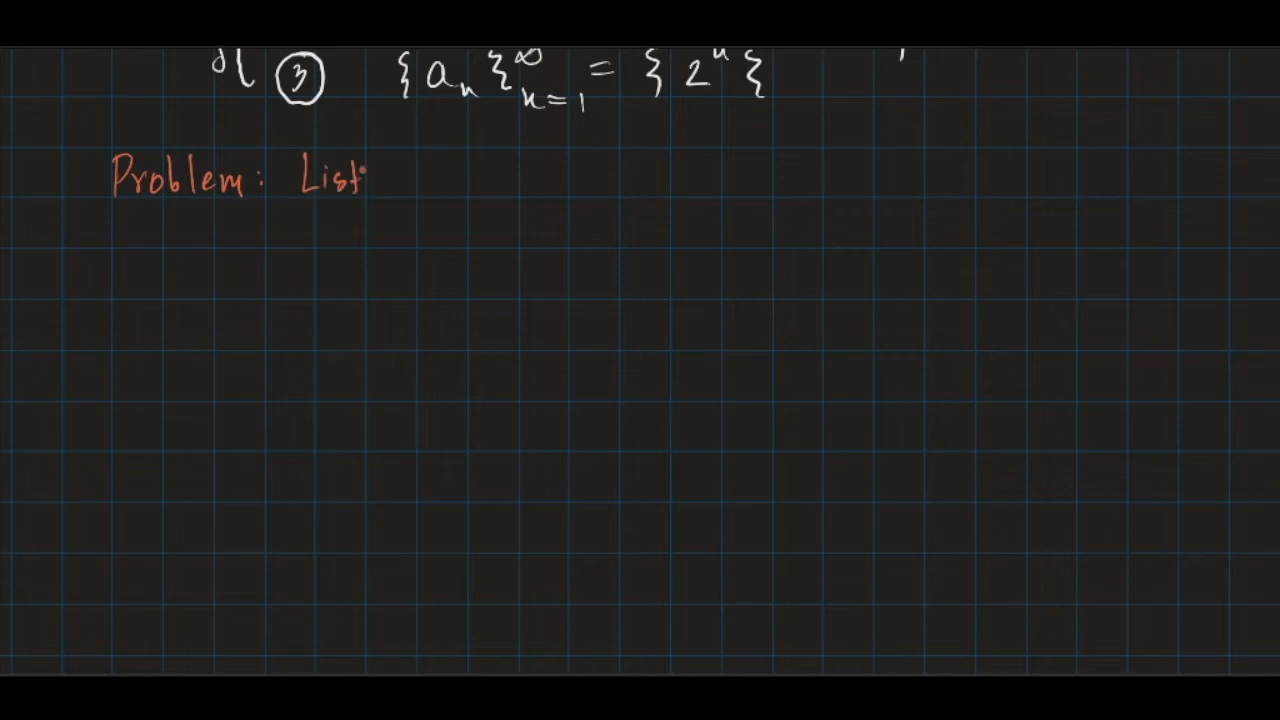 ③ {aₙ}∞ₙ₌₁ = {2ⁿ}
Problem: List